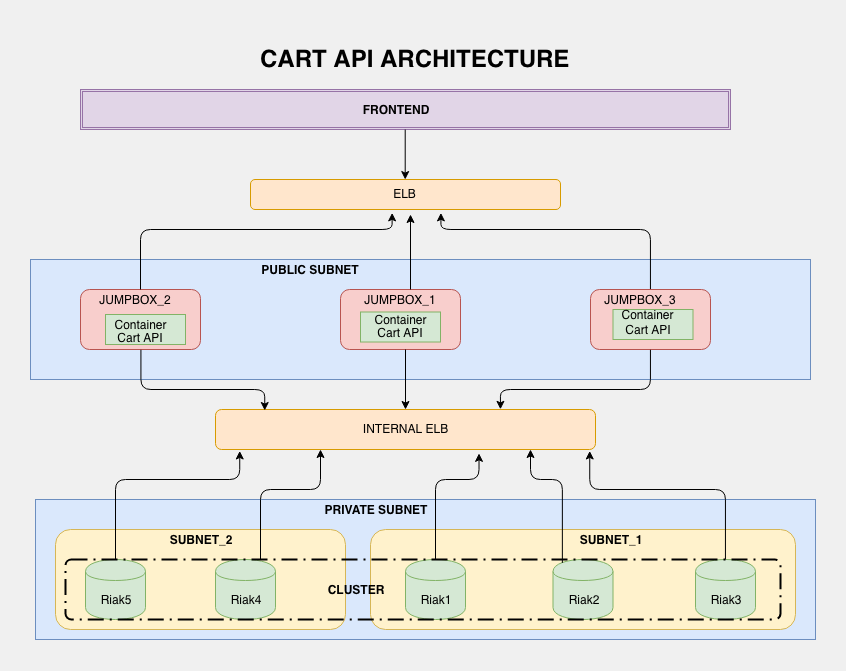 CART API ARCHITECTURE
FRONTEND
ELB
PUBLIC SUBNET
JUMPBOX_2
Container
Cart API
JUMPBOX_1
Container
Cart API
JUMPBOX_3
Container
Cart API
INTERNAL ELB
PRIVATE SUBNET
SUBNET_2
SUBNET_1
CLUSTER
Riak5
Riak4
Riak1
Riak2
Riak3